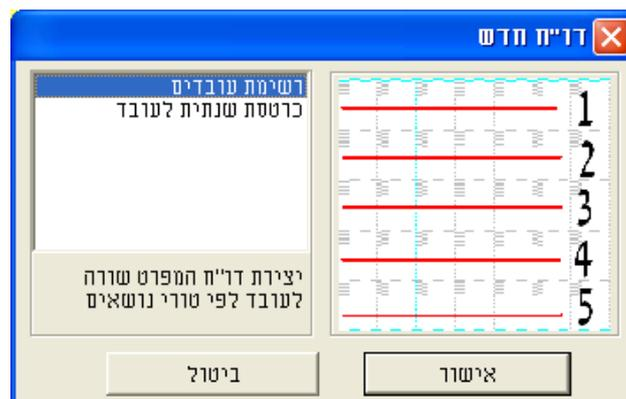 דו"ח חדש
רשימת עובדים
כרטסת שנתית לעובד
יצירת דו"ח המפרט שורה
לעובד לפי טורי נושאים
1
2
3
4
5
אישור
ביטול